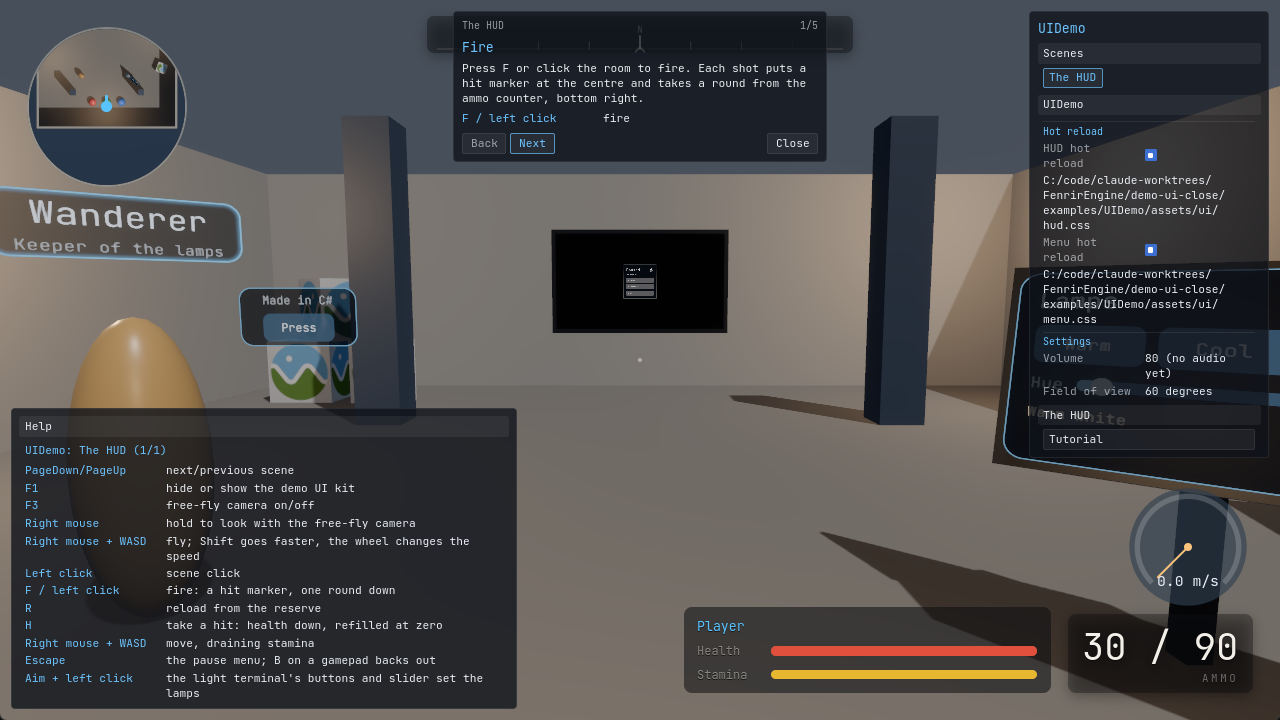 The HUD 1/5
N
Fire
Press F or click the room to fire. Each shot puts a
hit marker at the centre and takes a round from the
ammo counter, bottom right.
F / left click fire
Back Next Close
UIDemo
Scenes
The HUD
UIDemo
Hot reload
HUD hot
reload
C:/code/claude-worktrees/
FenrirEngine/demo-ui-close/
examples/UIDemo/assets/ui/
hud.css
Menu hot
reload
C:/code/claude-worktrees/
FenrirEngine/demo-ui-close/
examples/UIDemo/assets/ui/
menu.css
Settings
Volume 80 (no audio
yet)
Field of view 60 degrees
The HUD
Tutorial
Wanderer
Keeper of the lamps
Made in C#
Press
Lamps
Warm Cool
Hue
Warm white
Help
UIDemo: The HUD (1/1)
PageDown/PageUp next/previous scene
F1 hide or show the demo UI kit
F3 free-fly camera on/off
Right mouse hold to look with the free-fly camera
Right mouse + WASD fly; Shift goes faster, the wheel changes the
speed
Left click scene click
F / left click fire: a hit marker, one round down
R reload from the reserve
H take a hit: health down, refilled at zero
Right mouse + WASD move, draining stamina
Escape the pause menu; B on a gamepad backs out
Aim + left click the light terminal's buttons and slider set the
lamps
0.0 m/s
Player
Health
Stamina
30 / 90
AMMO